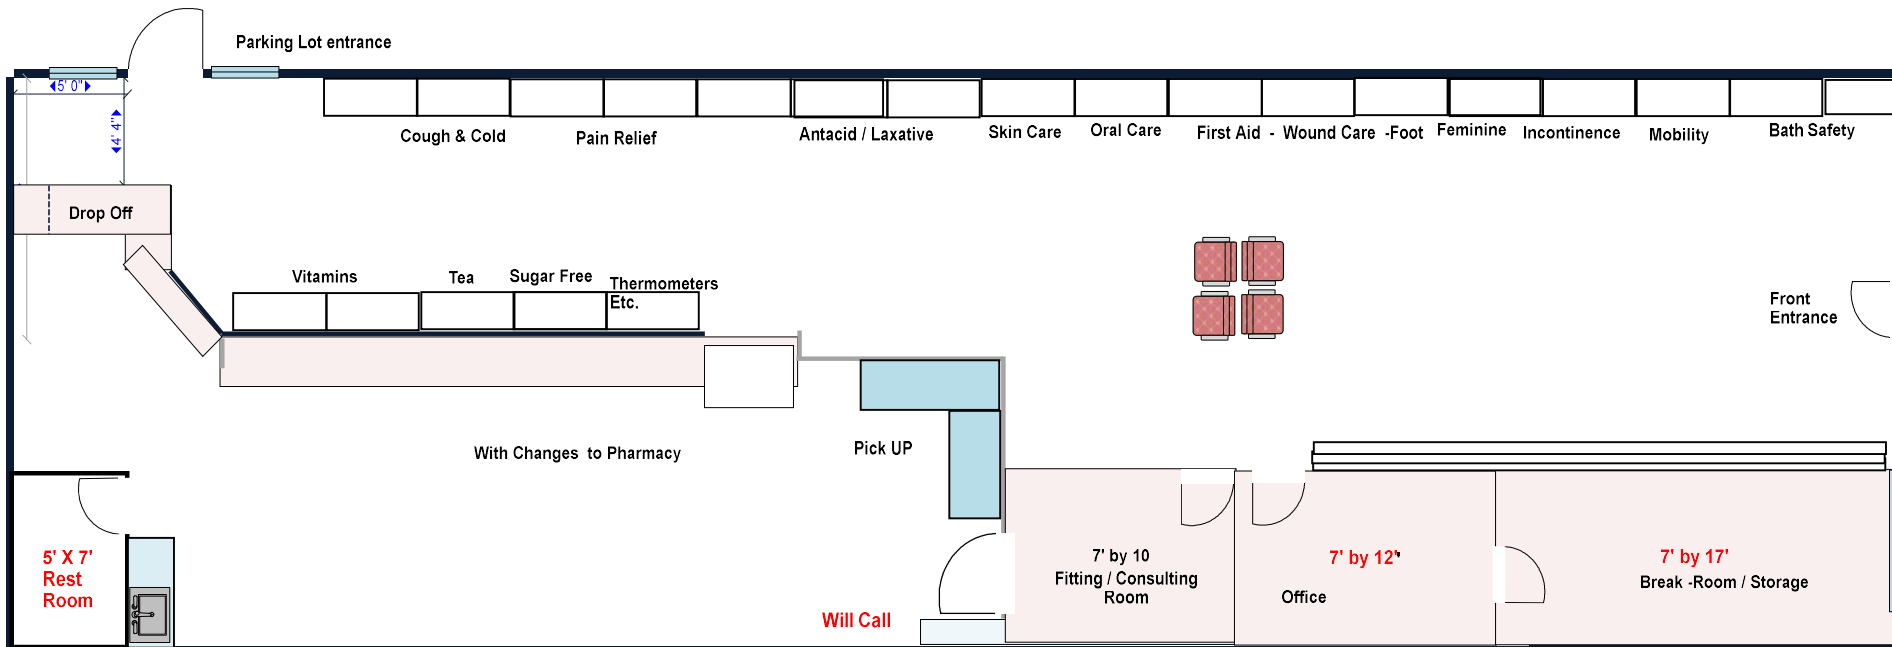 Parking Lot entrance
5' 0"
4' 4"
Cough & Cold
Pain Relief
Antacid / Laxative
Skin Care
Oral Care
First Aid - Wound Care -Foot
Feminine
Incontinence
Mobility
Bath Safety
Drop Off
Vitamins
Tea
Sugar Free
Thermometers
Etc.
Front
Entrance
With Changes to Pharmacy
Pick UP
5' X 7'
Rest
Room
Will Call
7' by 10
Fitting / Consulting
Room
7' by 12'
Office
7' by 17'
Break -Room / Storage